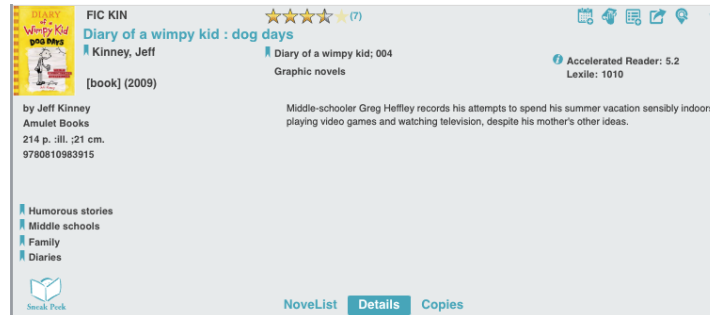 DIARY
of a
Wimpy Kid
DOG DAYS
FIC KIN
(7)
Diary of a wimpy kid : dog days
Kinney, Jeff
Diary of a wimpy kid; 004
Graphic novels
Accelerated Reader: 5.2
Lexile: 1010
[book] (2009)
by Jeff Kinney
Amulet Books
214 p. :ill. ;21 cm.
9780810983915
Middle-schooler Greg Heffley records his attempts to spend his summer vacation sensibly indoors
playing video games and watching television, despite his mother's other ideas.
Humorous stories
Middle schools
Family
Diaries
Sneak Peek
NoveList Details Copies